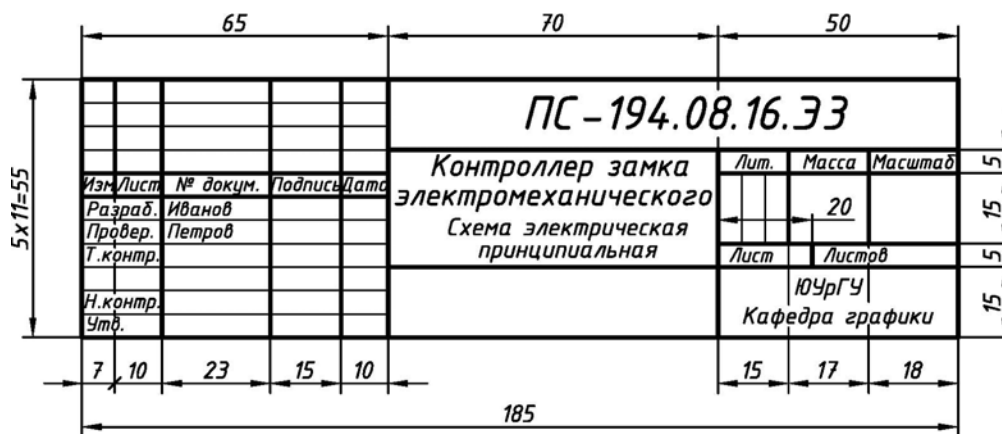 65 70 50
ПС-194.08.16.ЭЗ
5x11=55
Контроллер замка
электромеханического
Схема электрическая
принципиальная
Лит. Масса Масштаб
5
15
20
Изм Лист № докум. Подпись Дата
Разраб. Иванов
Провер. Петров
Т.контр.
Н.контр.
Утв.
Лист Листов
5
ЮУрГУ
Кафедра графики
15
7 10 23 15 10
15 17 18
185